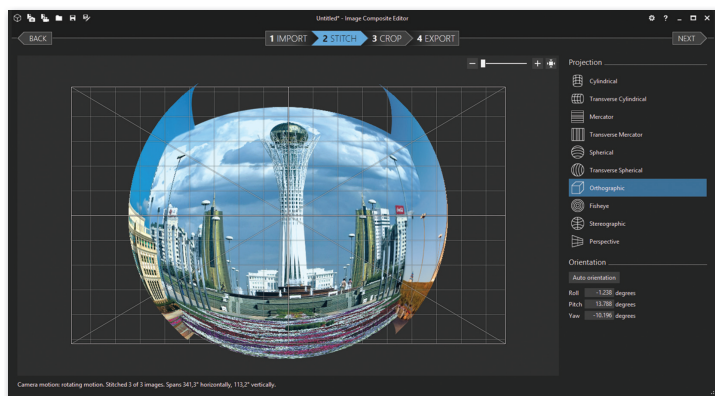 Untitled* - Image Composite Editor
BACK
1 IMPORT
2 STITCH
3 CROP
4 EXPORT
NEXT
Projection
Cylindrical
Transverse Cylindrical
Mercator
Transverse Mercator
Spherical
Transverse Spherical
Orthographic
Fisheye
Stereographic
Perspective
Orientation
Auto orientation
Roll -1.238 degrees
Pitch 13.788 degrees
Yaw -10.196 degrees
Camera motion: rotating motion. Stitched 3 of 3 images. Spans 341,3° horizontally, 113,2° vertically.